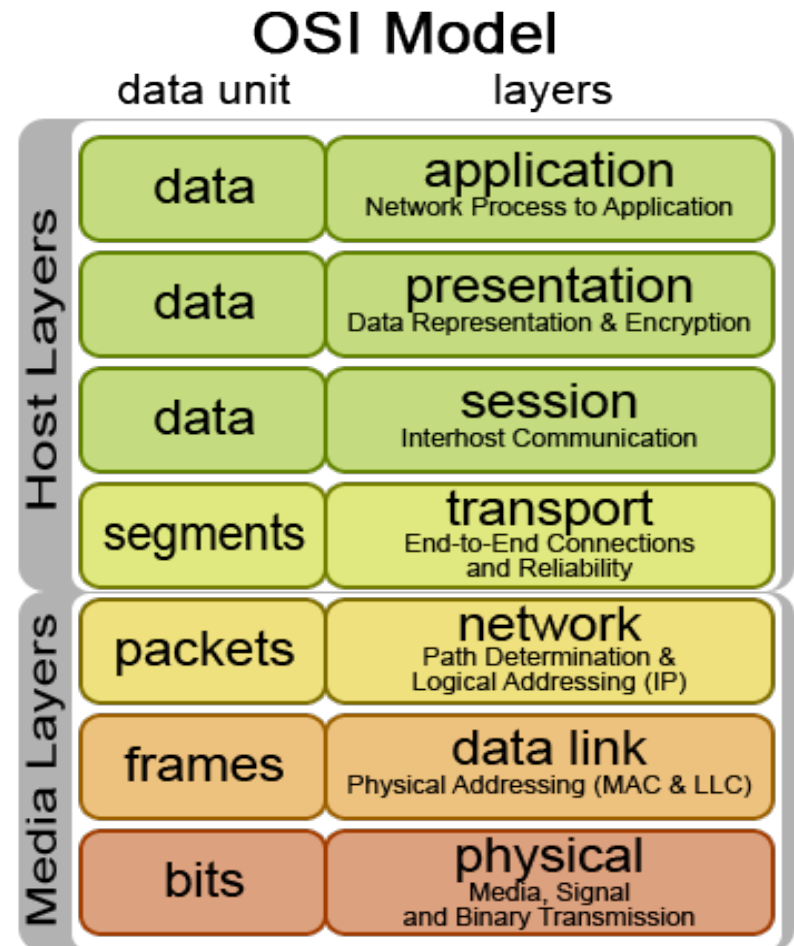 OSI Model
data unit layers
Host Layers
data application
Network Process to Application
data presentation
Data Representation & Encryption
data session
Interhost Communication
segments transport
End-to-End Connections
and Reliability
Media Layers
packets network
Path Determination &
Logical Addressing (IP)
frames data link
Physical Addressing (MAC & LLC)
bits physical
Media, Signal
and Binary Transmission